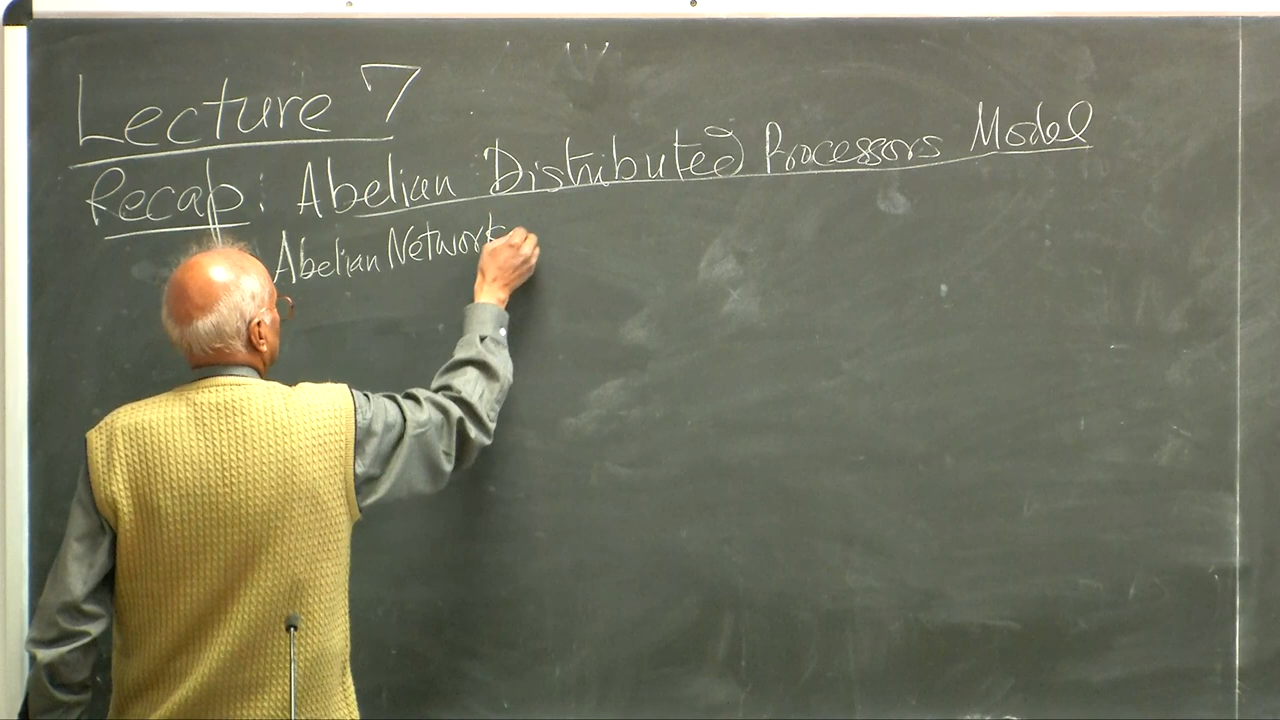 Lecture 7
Recap: Abelian Distributed Processors Model
Abelian Network